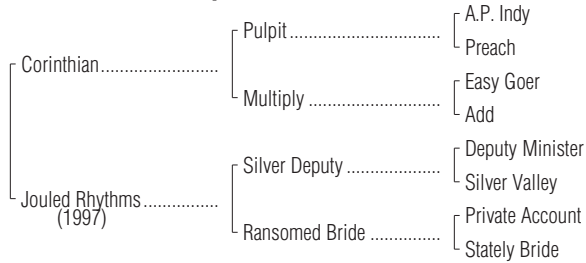 A.P. Indy
Pulpit
Preach
Corinthian
Easy Goer
Multiply
Add
Deputy Minister
Silver Deputy
Silver Valley
Jouled Rhythms
(1997)
Private Account
Ransomed Bride
Stately Bride